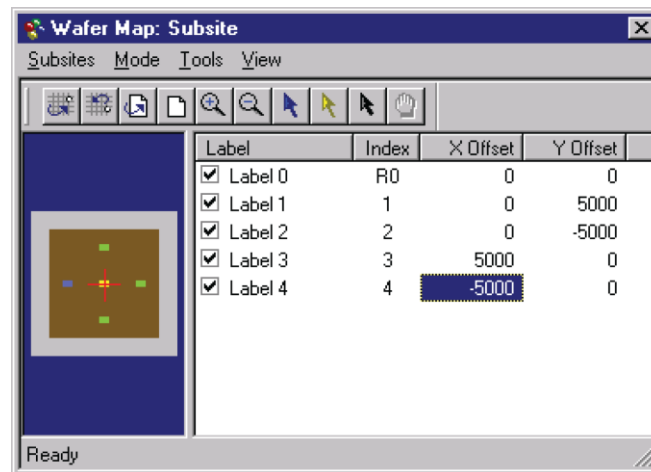 Wafer Map: Subsite
Subsites Mode Tools View
Label Index X Offset Y Offset
Label 0 R0 0 0
Label 1 1 0 5000
Label 2 2 0 -5000
Label 3 3 5000 0
Label 4 4 -5000 0
Ready